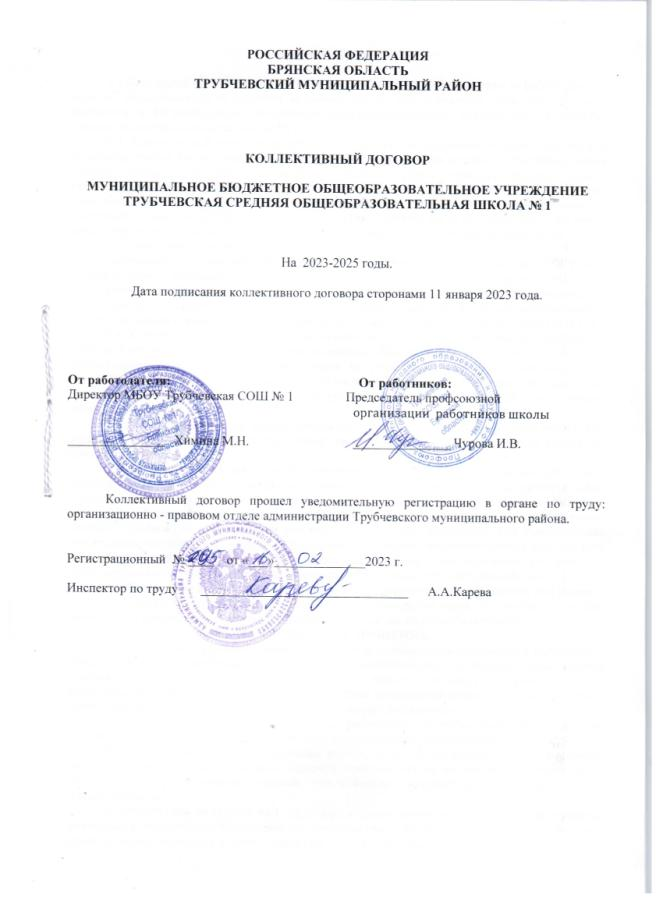 РОССИЙСКАЯ ФЕДЕРАЦИЯ
БРЯНСКАЯ ОБЛАСТЬ
ТРУБЧЕВСКИЙ МУНИЦИПАЛЬНЫЙ РАЙОН
КОЛЛЕКТИВНЫЙ ДОГОВОР
МУНИЦИПАЛЬНОЕ БЮДЖЕТНОЕ ОБЩЕОБРАЗОВАТЕЛЬНОЕ УЧРЕЖДЕНИЕ
ТРУБЧЕВСКАЯ СРЕДНЯЯ ОБЩЕОБРАЗОВАТЕЛЬНАЯ ШКОЛА № 1
На 2023-2025 годы.
Дата подписания коллективного договора сторонами 11 января 2023 года.
От работодателя:
Директор МБОУ Трубчевская СОШ № 1
Химина М.Н.
От работников:
Председатель профсоюзной
организации работников школы
Чурова И.В.
Коллективный договор прошел уведомительную регистрацию в органе по труду:
организационно - правовом отделе администрации Трубчевского муниципального района.
Регистрационный № 295 от « 16 » 02 2023 г.
Инспектор по труду Карева А.А.Карева